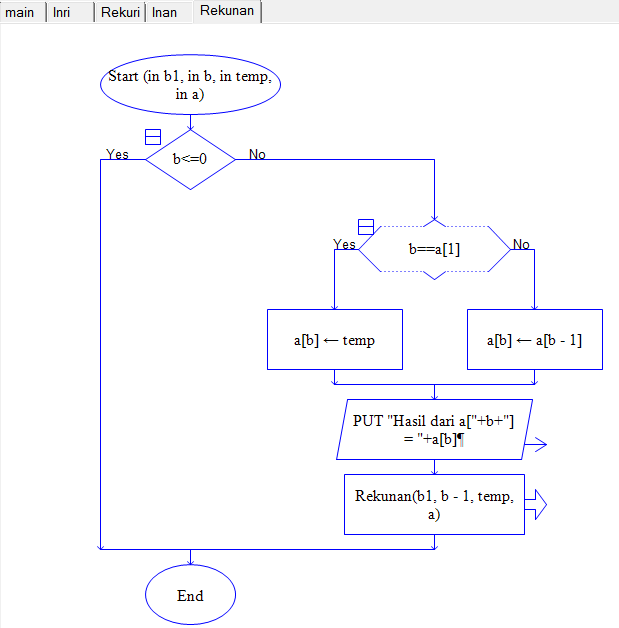 main Inri Rekuri Inan Rekunan
Start (in b1, in b, in temp,
in a)
Yes b<=0 No
Yes b==a[1] No
a[b] ← temp a[b] ← a[b - 1]
PUT "Hasil dari a["+b+"]
= "+a[b]¶
Rekunan(b1, b - 1, temp,
a)
End